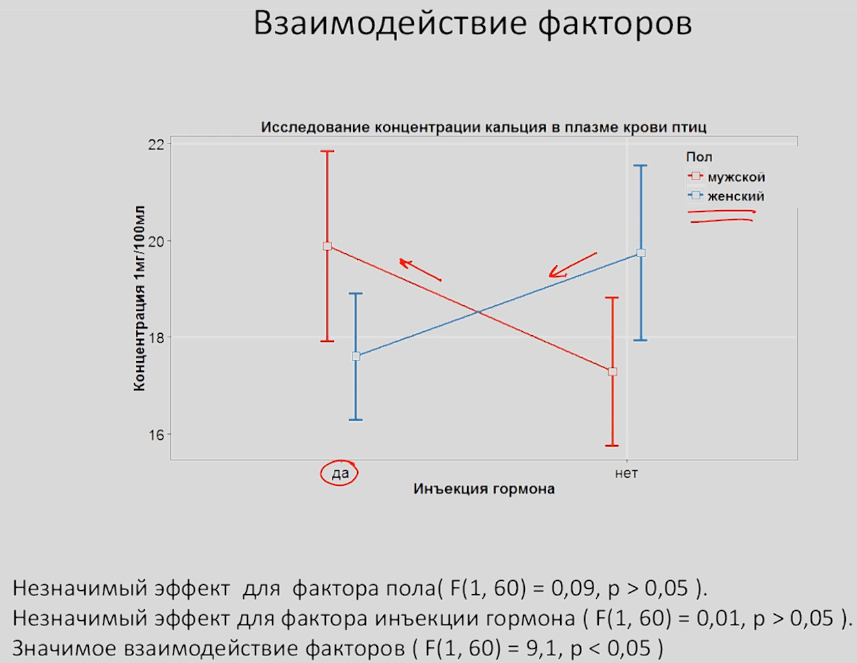 Взаимодействие факторов
Исследование концентрации кальция в плазме крови птиц
22
20
18
16
Концентрация 1мг/100мл
Пол
мужской
женский
да
нет
Инъекция гормона
Незначимый эффект для фактора пола( F(1, 60) = 0,09, p > 0,05 ).
Незначимый эффект для фактора инъекции гормона ( F(1, 60) = 0,01, p > 0,05 ).
Значимое взаимодействие факторов ( F(1, 60) = 9,1, p < 0,05 )